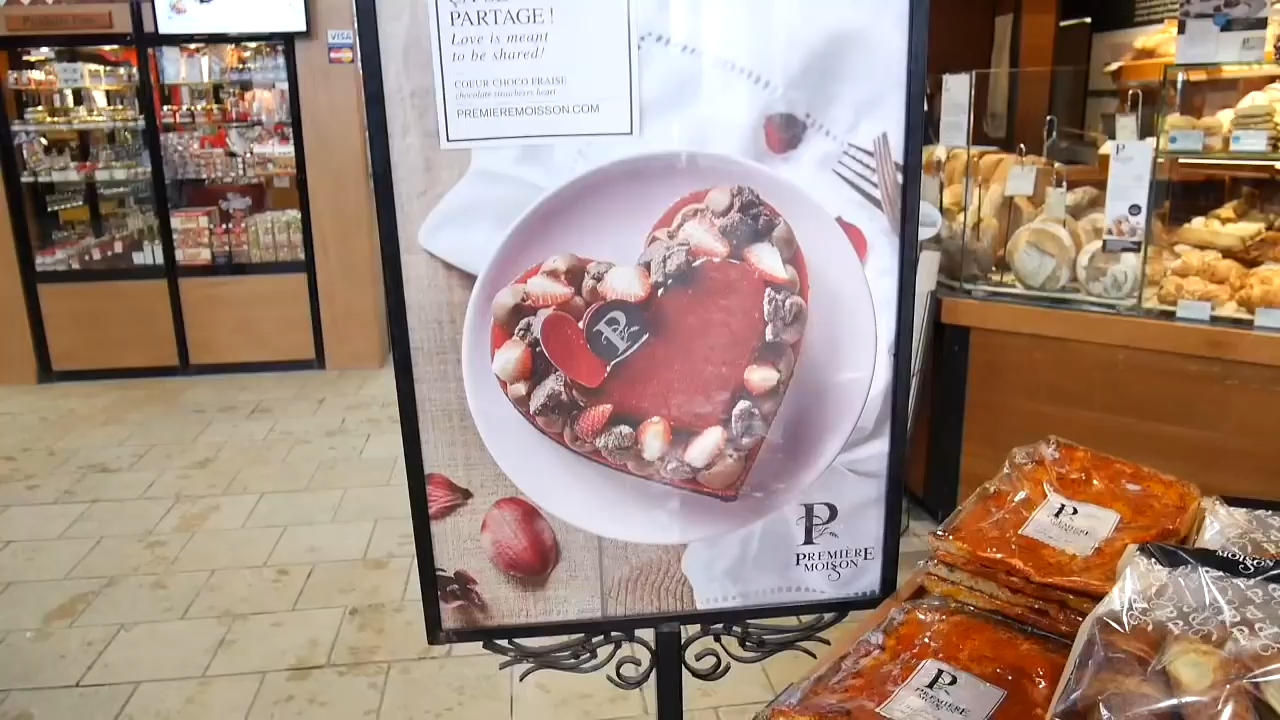 PARTAGE!
Love is meant
to be shared!
COEUR CHOCO FRAISE
chocolate strawberry heart
PREMIEREMOISSON.COM
VISA
MasterCard
P
P
PREMIÈRE
MOISSON
P
P
PREMIÈRE
MOISSON
P
PREMIÈRE